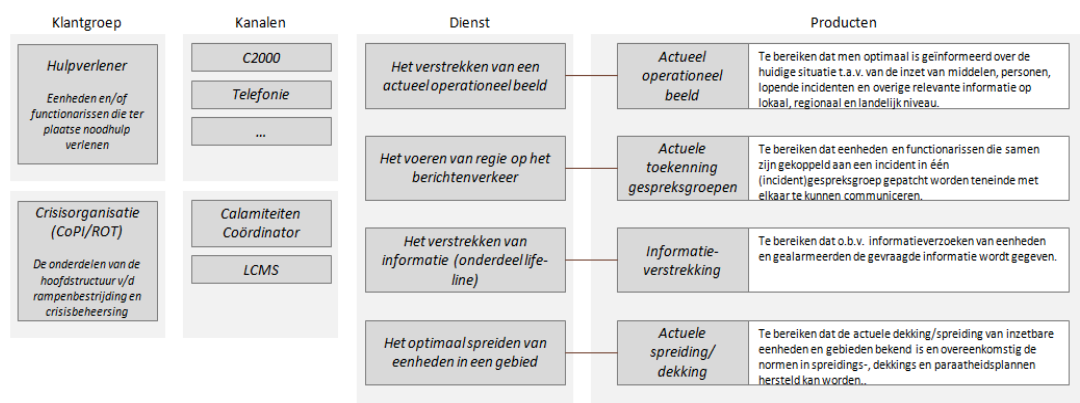 Klantgroep
Kanalen
Dienst
Producten
Hulpverlener
Eenheden en/of
functionarissen die ter
plaatse noodhulp
verlenen
Crisisorganisatie
(CoPI/ROT)
De onderdelen van de
hoofdstructuur v/d
rampenbestrijding en
crisisbeheersing
C2000
Telefonie
...
Calamiteiten
Coördinator
LCMS
Het verstrekken van een
actueel operationeel beeld
Actueel
operationeel
beeld
Te bereiken dat men optimaal is geïnformeerd over de
huidige situatie t.a.v. van de inzet van middelen, personen,
lopende incidenten en overige relevante informatie op
lokaal, regionaal en landelijk niveau.
Het voeren van regie op het
berichtenverkeer
Actuele
toekenning
gespreksgroepen
Te bereiken dat eenheden en functionarissen die samen
zijn gekoppeld aan een incident in één
(incident)gespreksgroep gepatcht worden teneinde met
elkaar te kunnen communiceren.
Het verstrekken van
informatie (onderdeel life-
line)
Informatie-
verstrekking
Te bereiken dat o.b.v. informatieverzoeken van eenheden
en gealarmeerden de gevraagde informatie wordt gegeven.
Het optimaal spreiden van
eenheden in een gebied
Actuele
spreiding/
dekking
Te bereiken dat de actuele dekking/spreiding van inzetbare
eenheden en gebieden bekend is en overeenkomstig de
normen in spreidings-, dekkings en paraatheidsplannen
hersteld kan worden..